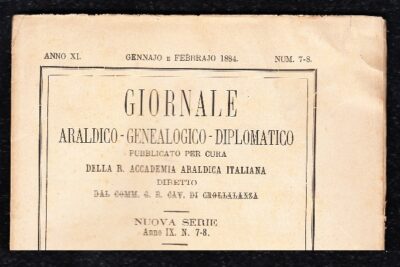 ANNO XI. GENNAJO E FEBBRAJO 1884. NUM. 7-8.
GIORNALE
ARALDICO-GENEALOGICO-DIPLOMATICO
PUBBLICATO PER CURA
DELLA R. ACCADEMIA ARALDICA ITALIANA
DIRETTO
DAL COMM. G. B. CAV. DI CROLLALANZA
NUOVA SERIE
Anno IX. N. 7-8.